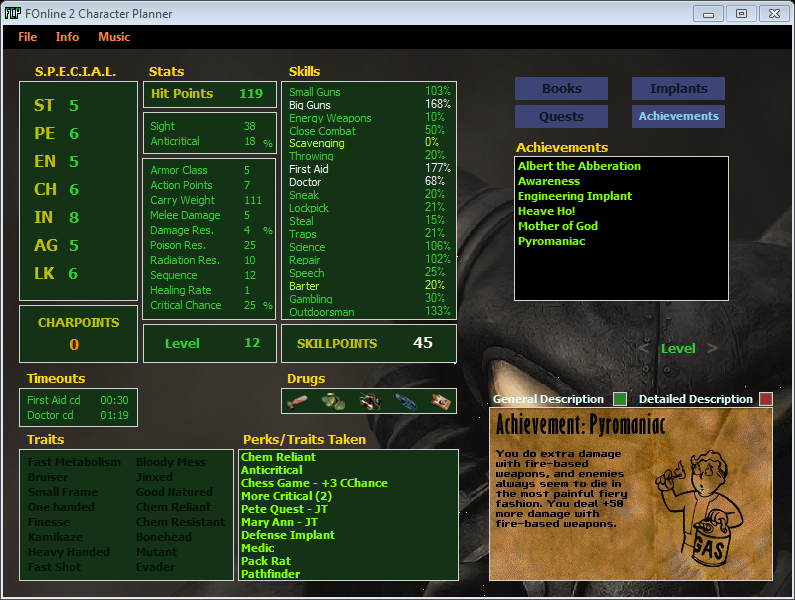 FOnline 2 Character Planner
File Info Music
S.P.E.C.I.A.L.
ST 5
PE 6
EN 5
CH 6
IN 8
AG 5
LK 6
CHARPOINTS
0
Timeouts
First Aid cd 00:30
Doctor cd 01:19
Traits
Fast Metabolism Bloody Mess
Bruiser Jinxed
Small Frame Good Natured
One handed Chem Reliant
Finesse Chem Resistant
Kamikaze Bonehead
Heavy Handed Mutant
Fast Shot Evader
Stats
Hit Points 119
Sight 38
Anticritical 18 %
Armor Class 5
Action Points 7
Carry Weight 111
Melee Damage 5
Damage Res. 4 %
Poison Res. 25
Radiation Res. 10
Sequence 12
Healing Rate 1
Critical Chance 25 %
Level 12
Skills
Small Guns 103%
Big Guns 168%
Energy Weapons 10%
Close Combat 50%
Scavenging 0%
Throwing 20%
First Aid 177%
Doctor 68%
Sneak 20%
Lockpick 21%
Steal 15%
Traps 21%
Science 106%
Repair 102%
Speech 25%
Barter 20%
Gambling 30%
Outdoorsman 133%
SKILLPOINTS 45
Drugs
Perks/Traits Taken
Chem Reliant
Anticritical
Chess Game - +3 CChance
More Critical (2)
Pete Quest - JT
Mary Ann - JT
Defense Implant
Medic
Pack Rat
Pathfinder
Books Implants
Quests Achievements
Achievements
Albert the Abberation
Awareness
Engineering Implant
Heave Ho!
Mother of God
Pyromaniac
< Level >
General Description Detailed Description
Achievement: Pyromaniac
You do extra damage
with fire-based
weapons, and enemies
always seem to die in
the most painful fiery
fashion. You deal +50
more damage with
fire-based weapons.
GAS